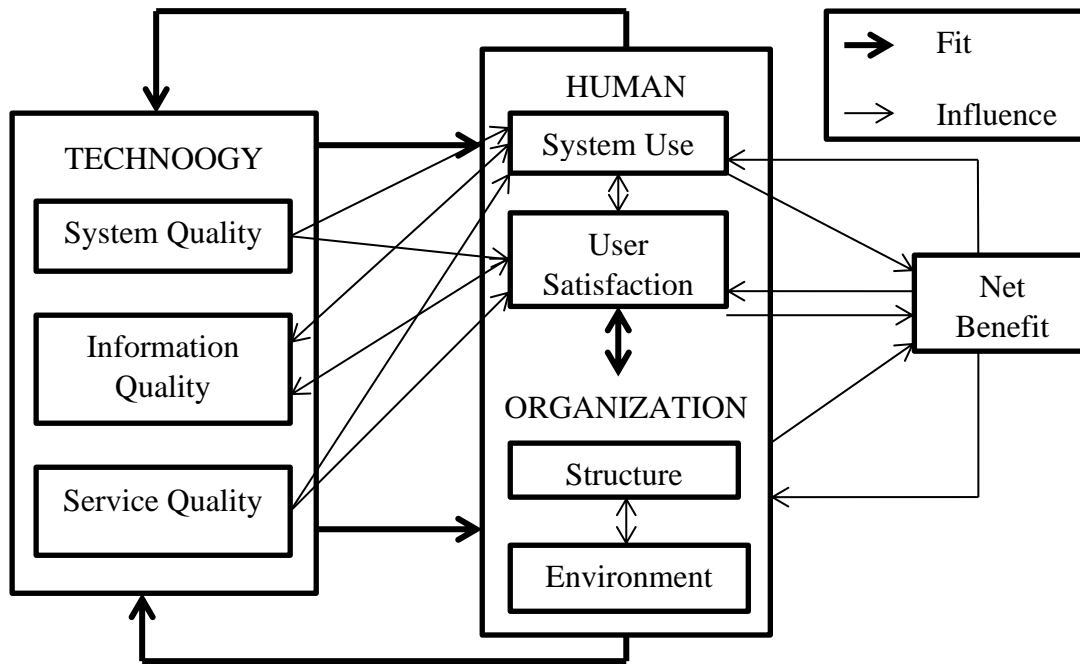 TECHNOOGY
System Quality
Information
Quality
Service Quality
HUMAN
System Use
User
Satisfaction
ORGANIZATION
Structure
Environment
Net
Benefit
Fit
Influence